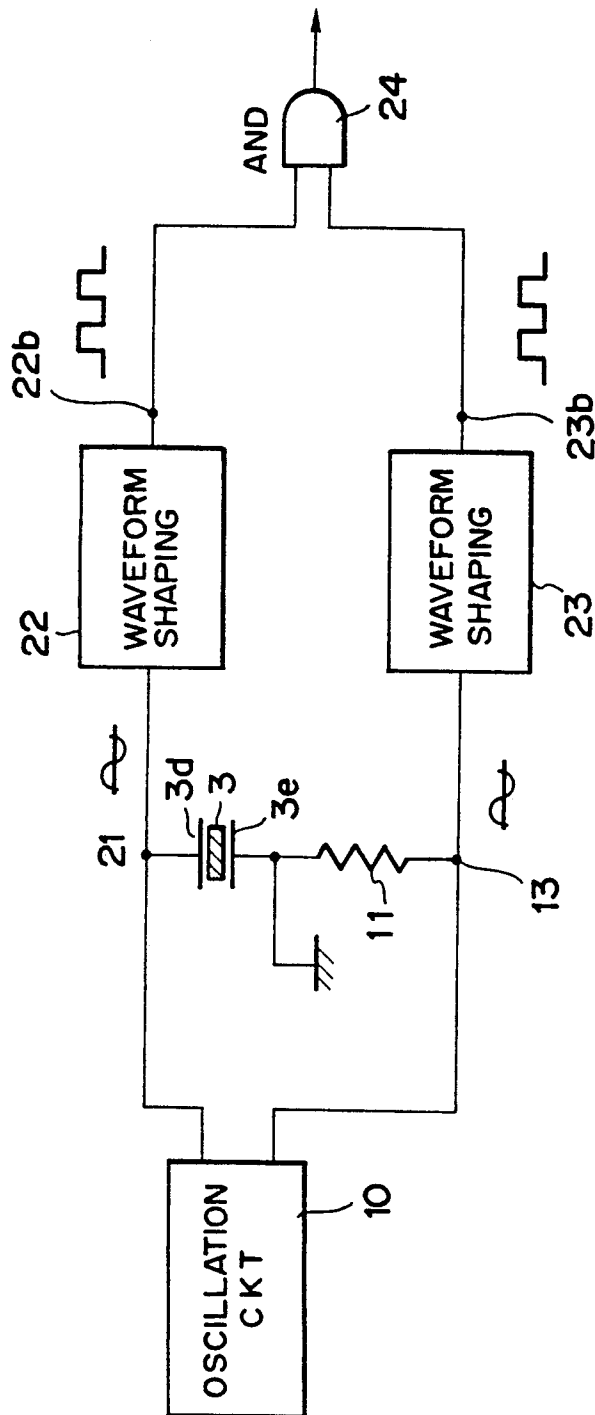 OSCILLATION
CKT
10
21
3d
3
3e
11
13
22
WAVEFORM
SHAPING
22b
WAVEFORM
SHAPING
23
23b
AND
24